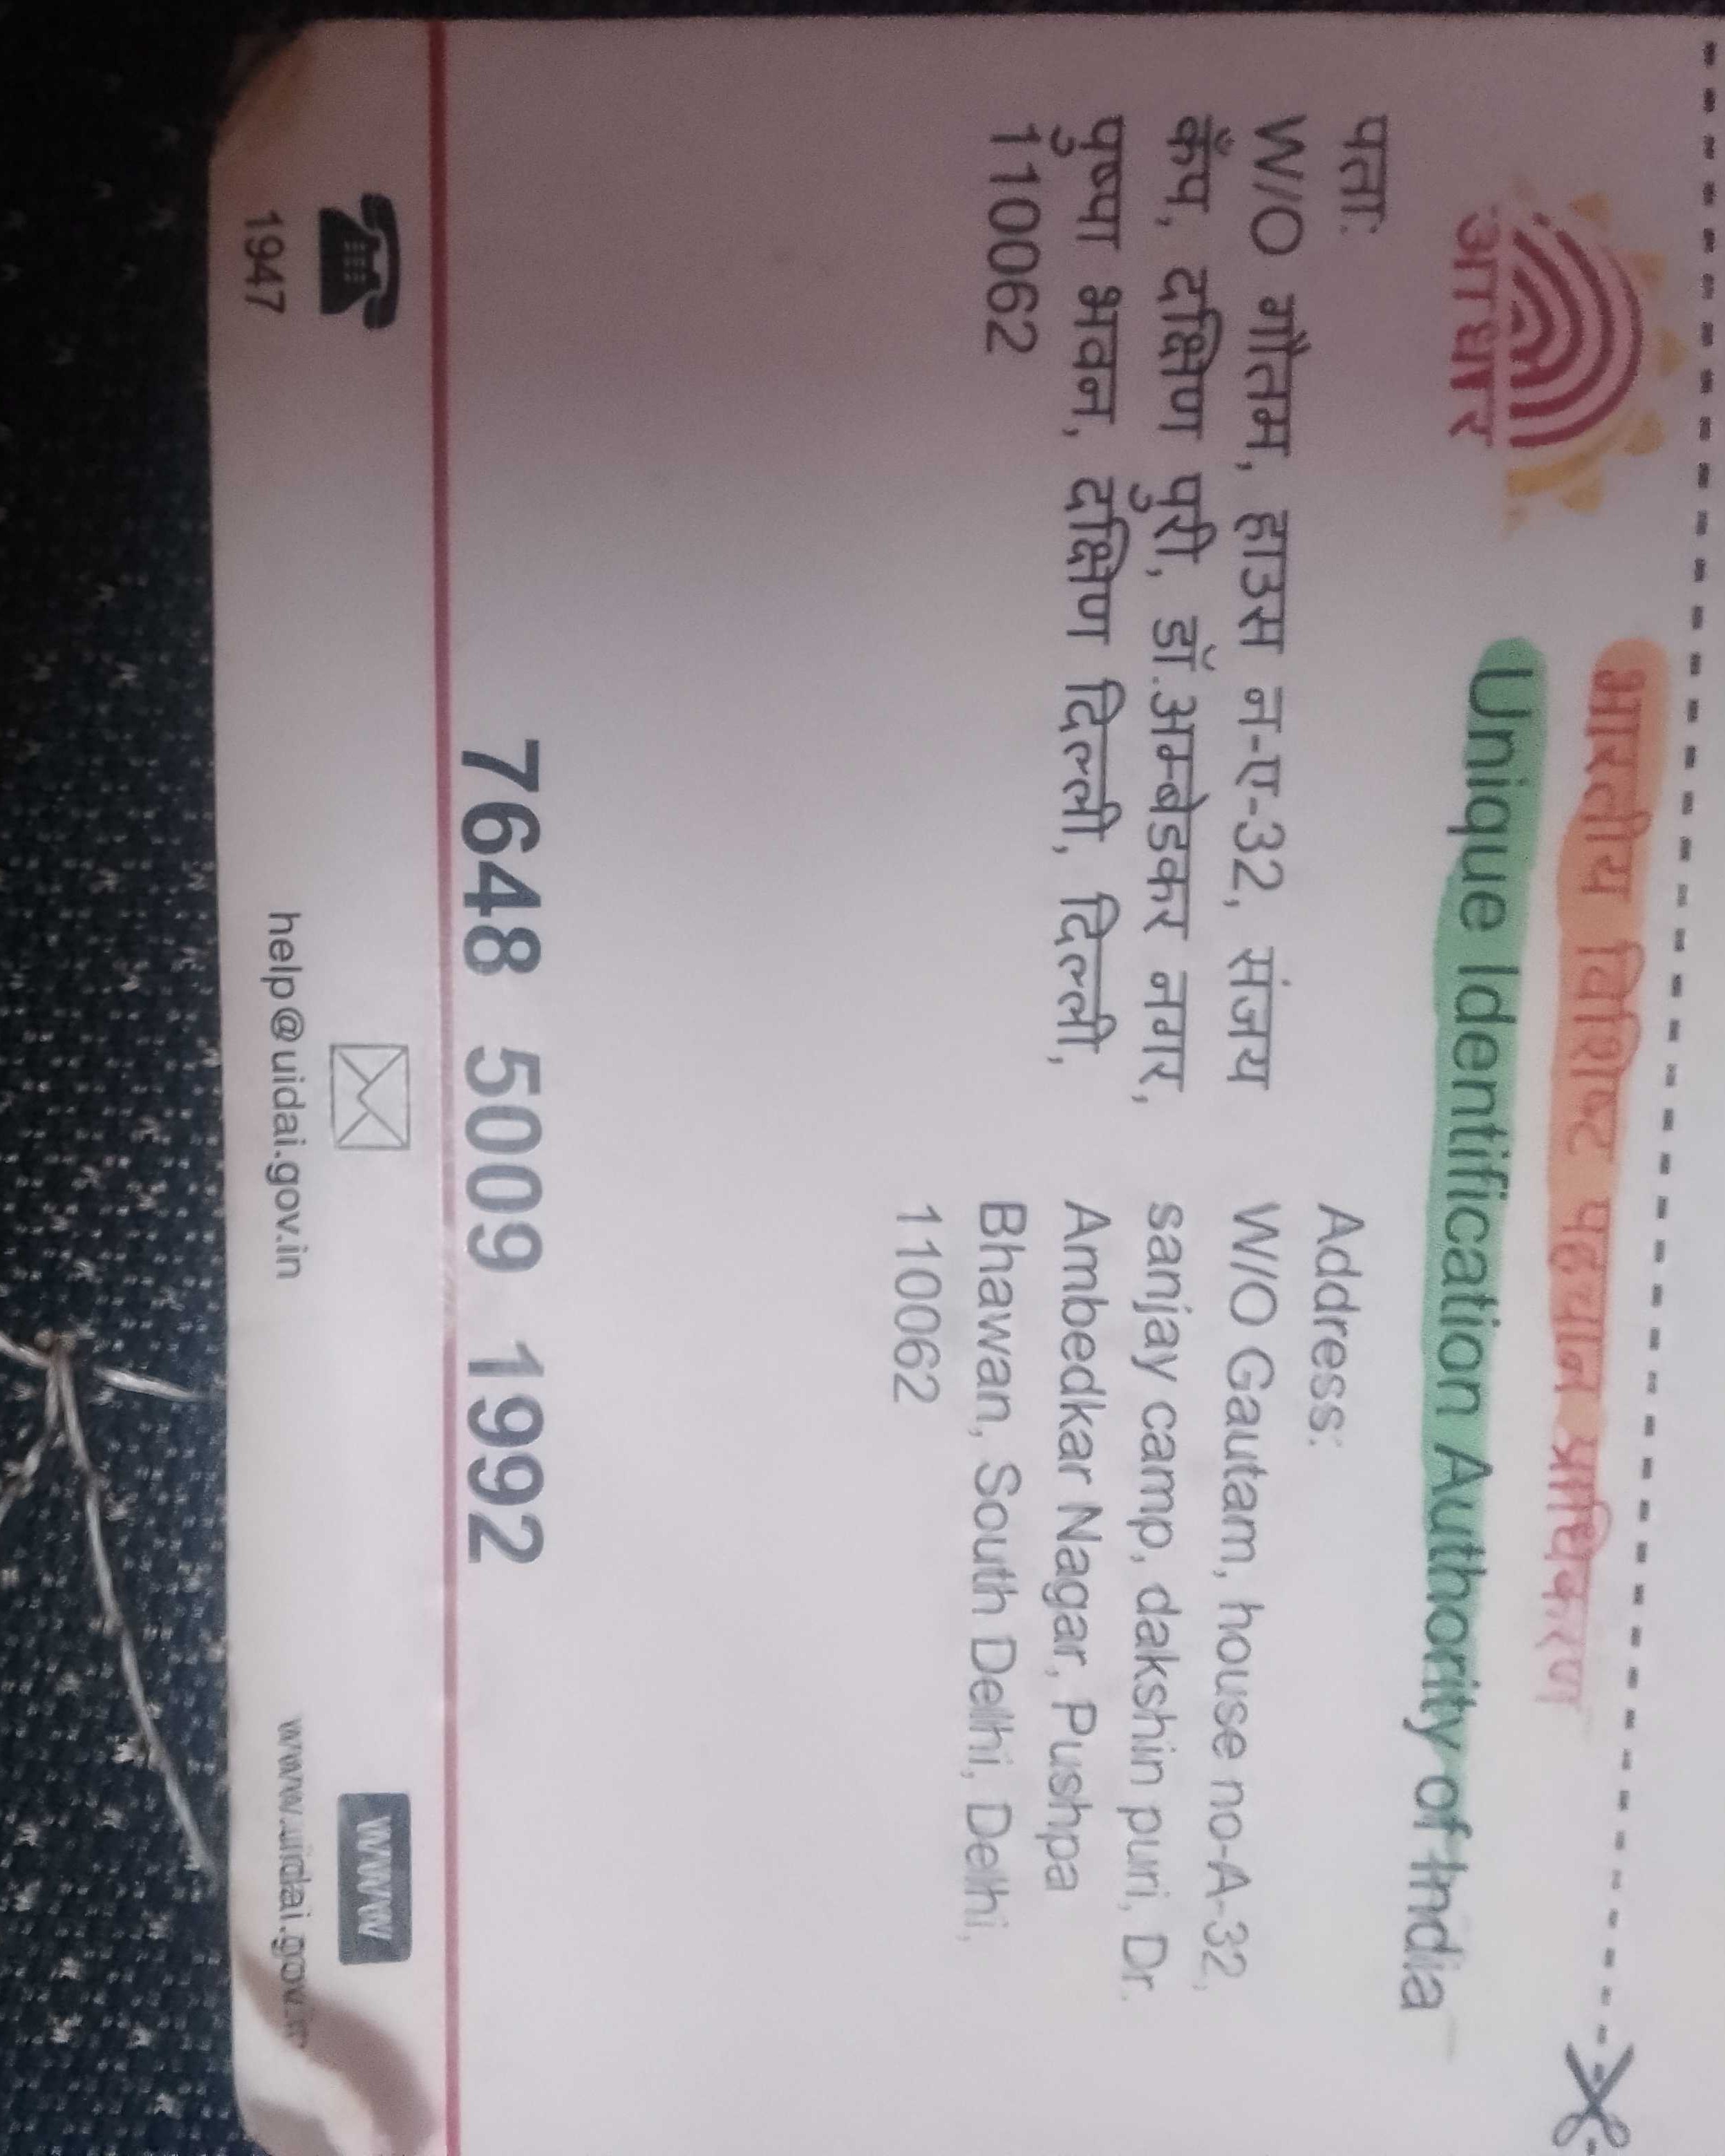 आधार
भारतीय विशिष्ट पहचान प्राधिकरण
Unique Identification Authority of India
पता:
W/O गौतम, हाउस न-ए-32, संजय
कॅंप, दक्षिण पुरी, डॉ.अम्बेडकर नगर,
पुष्पा भवन, दक्षिण दिल्ली, दिल्ली,
110062
Address:
W/O Gautam, house no-A-32,
sanjay camp, dakshin puri, Dr.
Ambedkar Nagar, Pushpa
Bhawan, South Delhi, Delhi,
110062
7648 5009 1992
1947
help@uidai.gov.in
www
www.uidai.gov.in